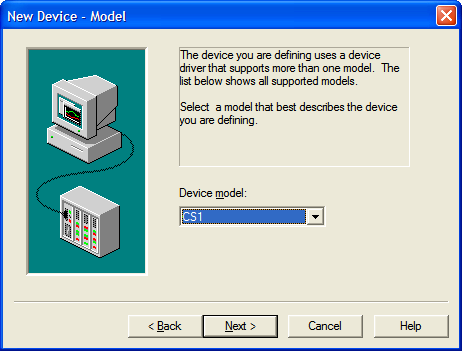 New Device - Model
The device you are defining uses a device
driver that supports more than one model.  The
list below shows all supported models.
Select  a model that best describes the device
you are defining.
Device model:
CS1
< Back
Next >
Cancel
Help